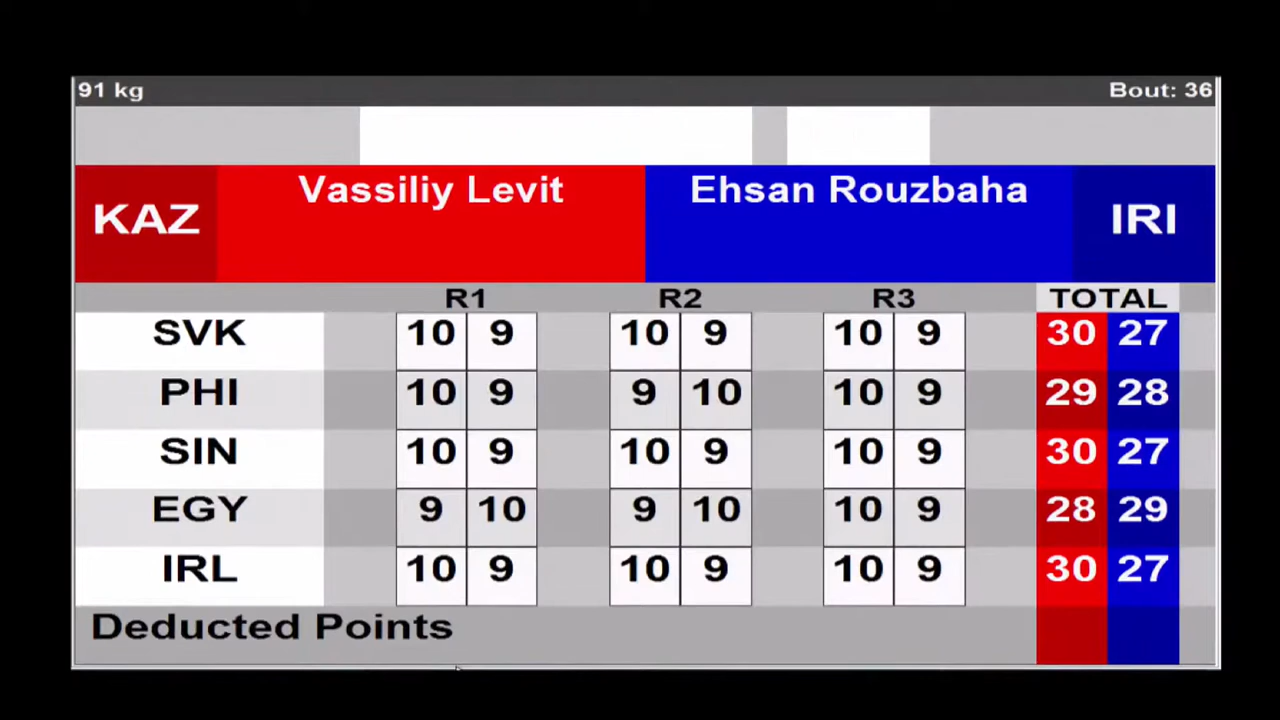 91 kg Bout: 36
KAZ Vassiliy Levit Ehsan Rouzbaha IRI
R1 R2 R3 TOTAL
SVK 10 9 10 9 10 9 30 27
PHI 10 9 9 10 10 9 29 28
SIN 10 9 10 9 10 9 30 27
EGY 9 10 9 10 10 9 28 29
IRL 10 9 10 9 10 9 30 27
Deducted Points